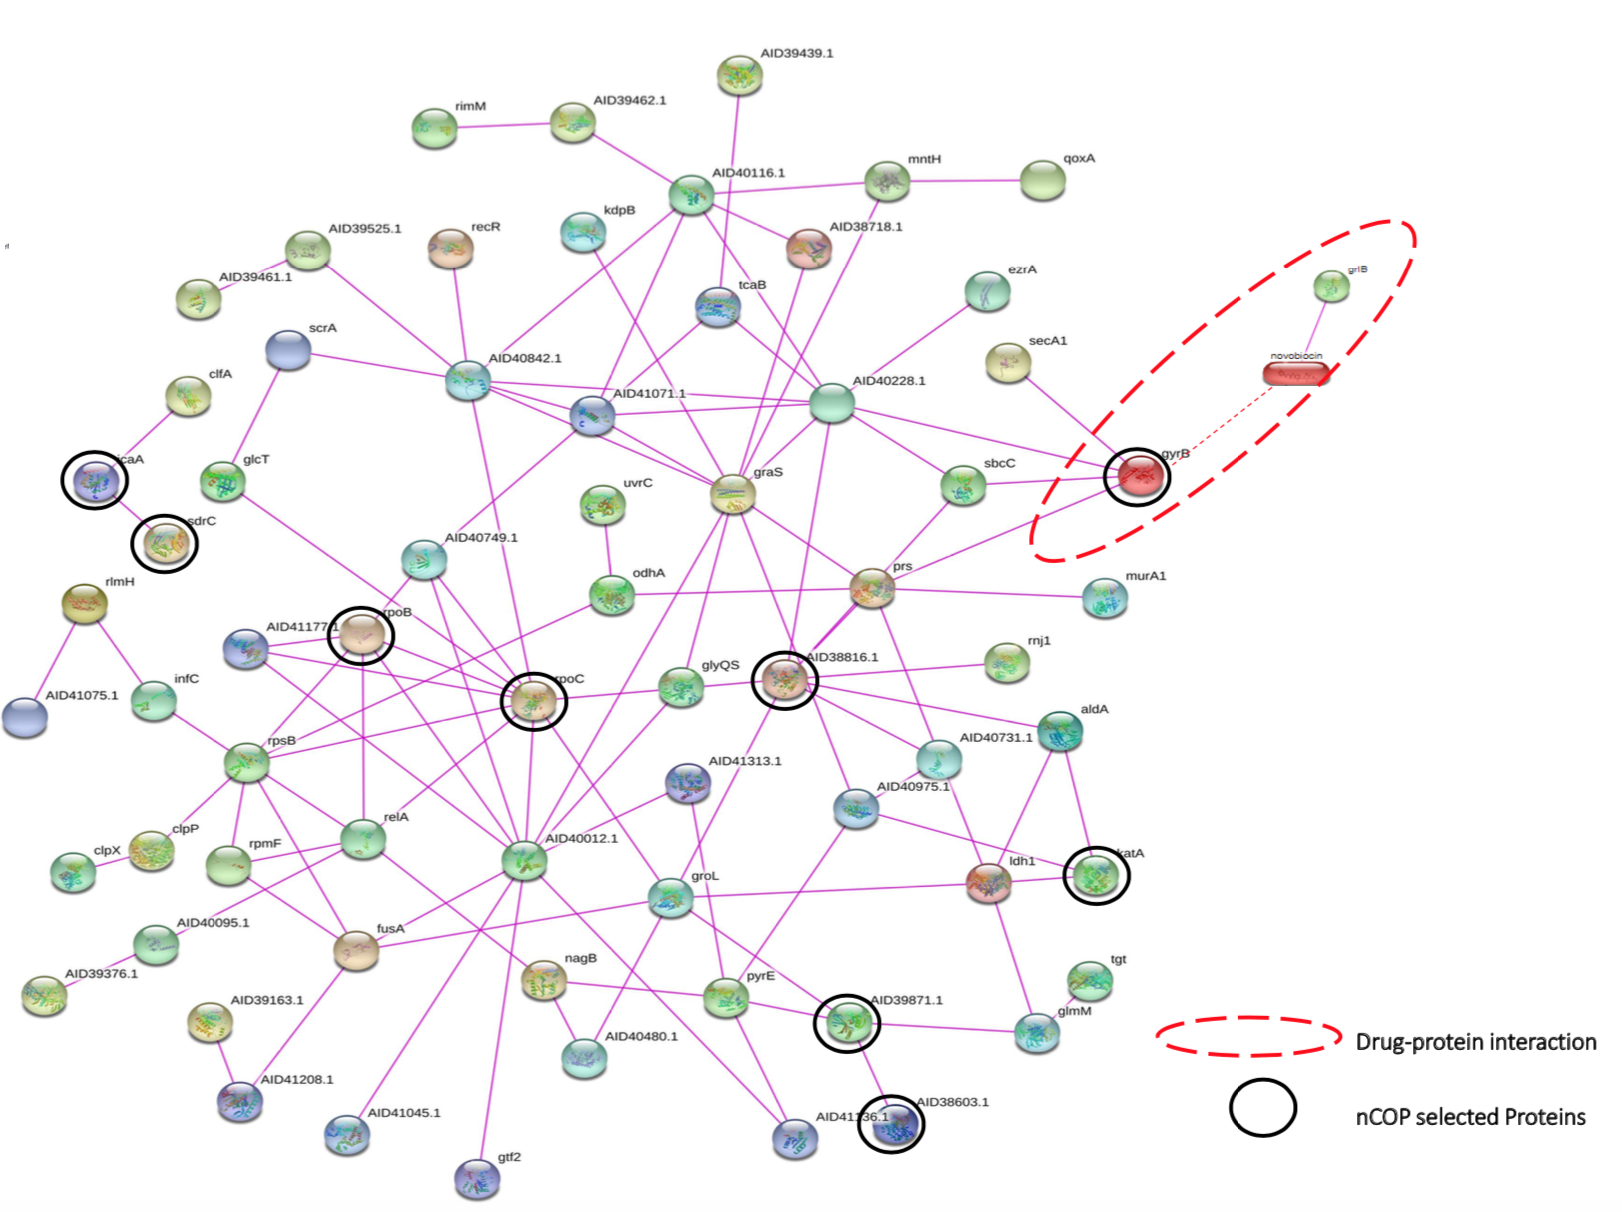 AID39439.1
rimM
AID39462.1
AID40116.1
mntH
qoxA
kdpB
AID39525.1
recR
AID38718.1
AID39461.1
ezrA
grlB
tcaB
scrA
secA1
novobiocin
AID40842.1
clfA
AID41071.1
AID40228.1
icaA
glcT
gyrB
sbcC
graS
uvrC
sdrC
AID40749.1
odhA
prs
murA1
rlmH
rpoB
AID41177.1
rnj1
AID38816.1
glyQS
rpoC
infC
AID41075.1
aldA
rpsB
AID40731.1
AID41313.1
AID40975.1
relA
clpP
AID40012.1
rpmF
clpX
katA
ldh1
groL
AID40095.1
fusA
tgt
nagB
AID39376.1
pyrE
AID39163.1
AID39871.1
glmM
Drug-protein interaction
AID40480.1
AID41208.1
AID38603.1
AID41045.1
AID41136.1
nCOP selected Proteins
gtf2